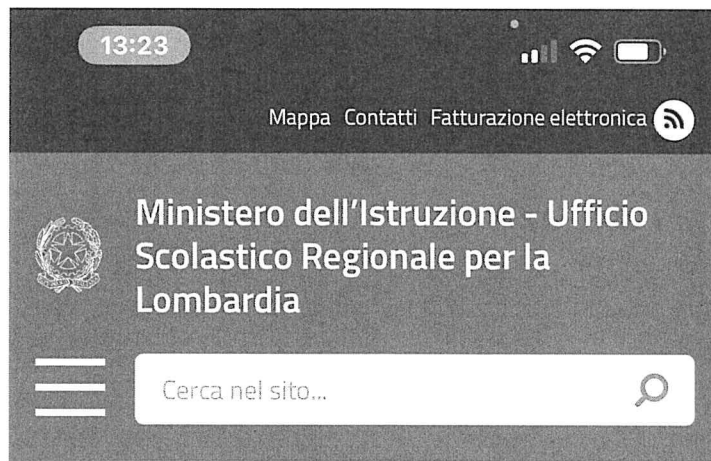 13:23
Mappa Contatti Fatturazione elettronica
Ministero dell'Istruzione - Ufficio
Scolastico Regionale per la
Lombardia
Cerca nel sito...